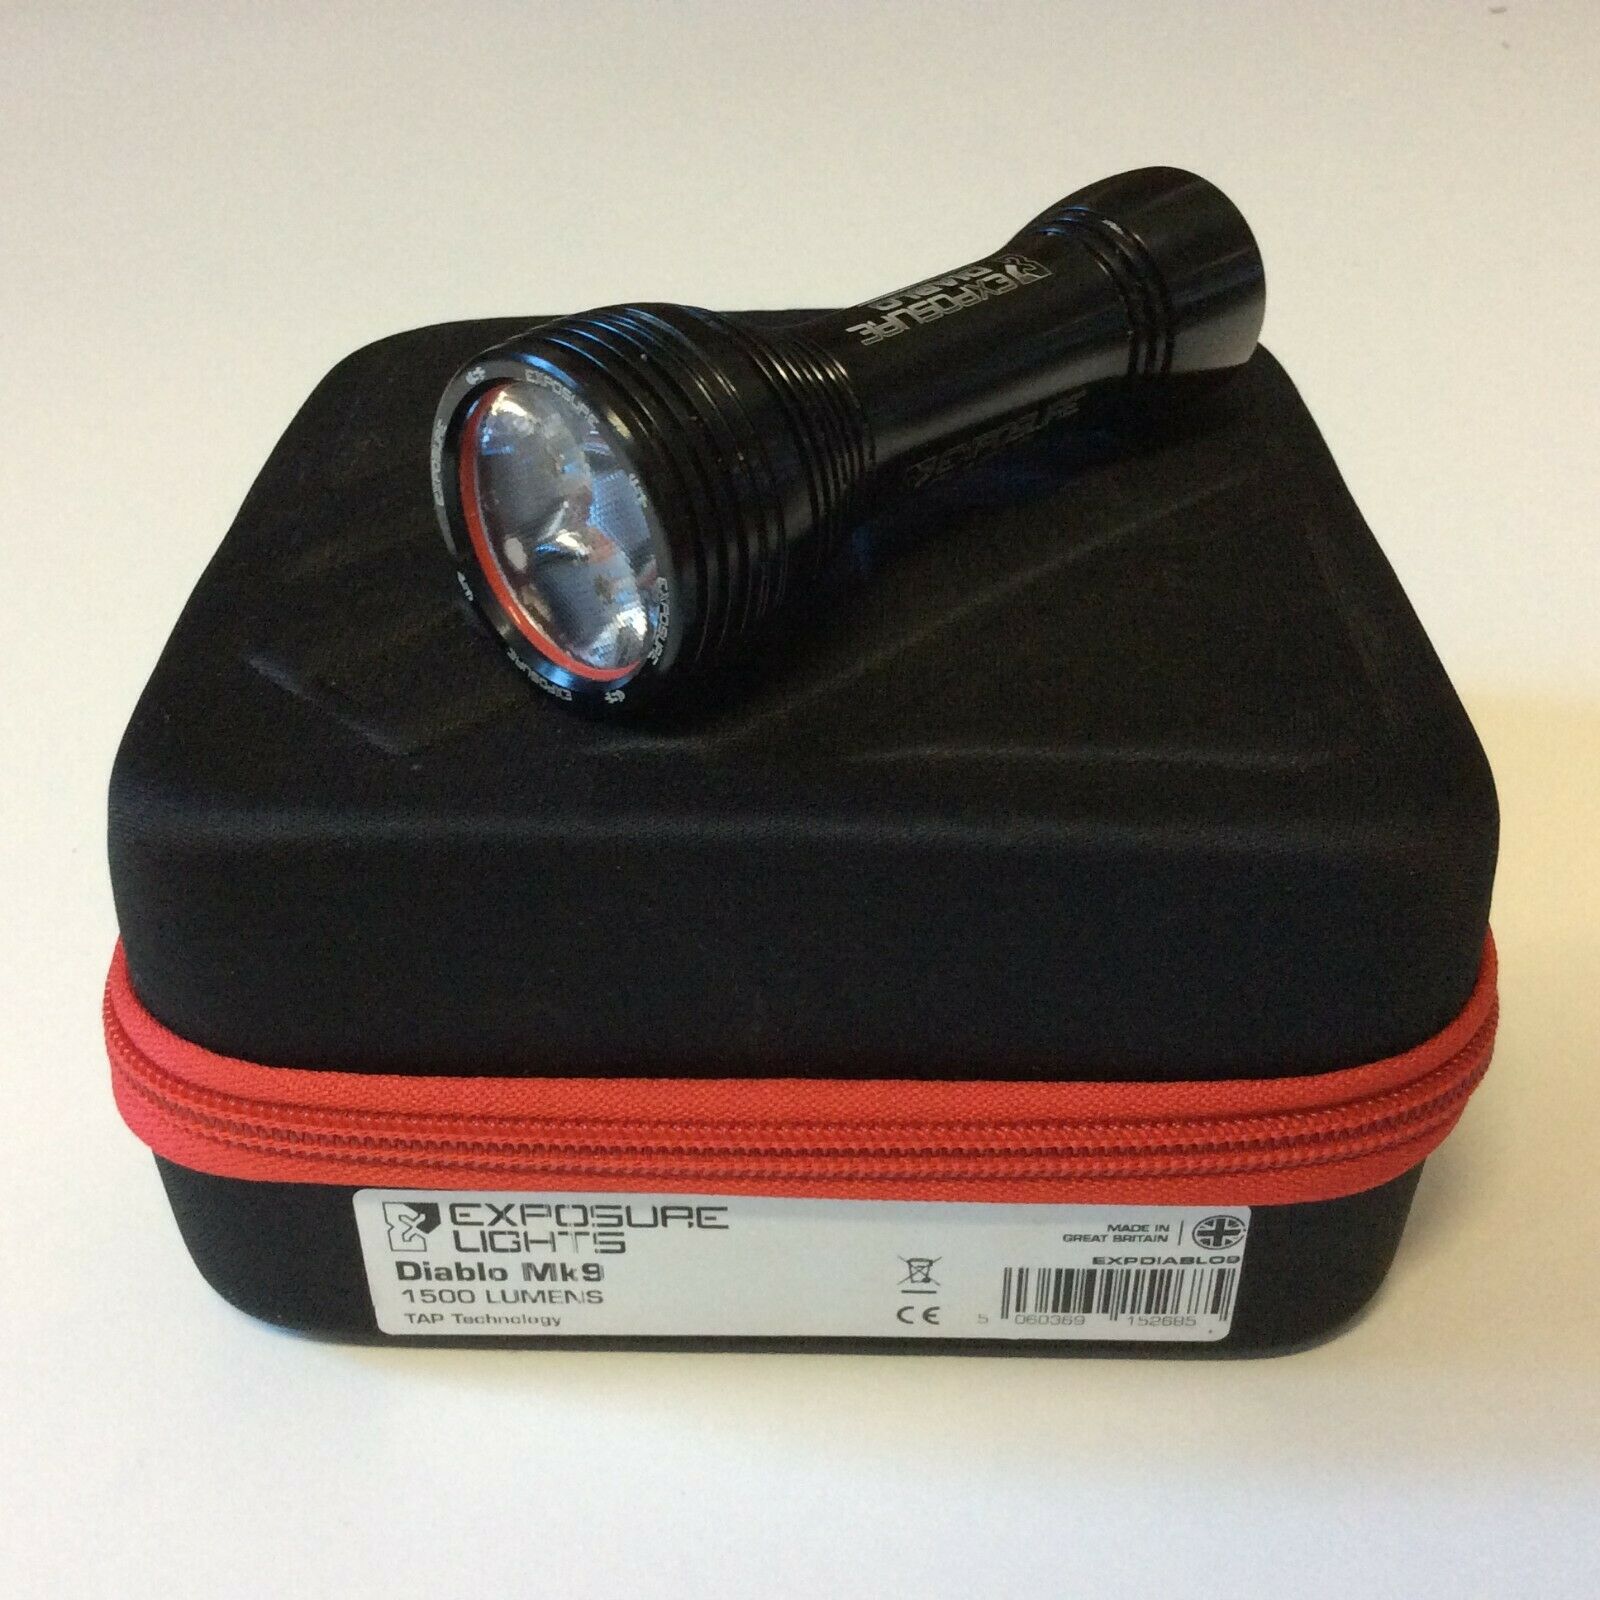 EXPOSURE
DIABLO
EXPOSURE
EXPOSURE
EXPOSURE
EXPOSURE
EXPOSURE
EXPOSURE
LIGHTS
Diablo Mk9
1500 LUMENS
TAP Technology
MADE IN
GREAT BRITAIN
EXPDIABLO9
CE
5 060369 152685